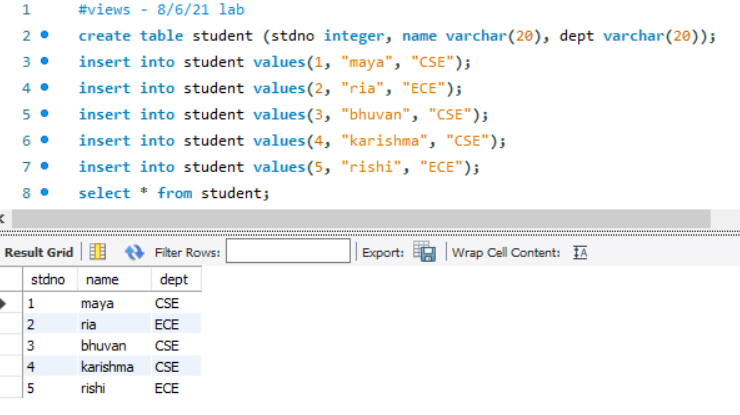 1 #views - 8/6/21 lab
2 create table student (stdno integer, name varchar(20), dept varchar(20));
3 insert into student values(1, "maya", "CSE");
4 insert into student values(2, "ria", "ECE");
5 insert into student values(3, "bhuvan", "CSE");
6 insert into student values(4, "karishma", "CSE");
7 insert into student values(5, "rishi", "ECE");
8 select * from student;
Result Grid Filter Rows: Export: Wrap Cell Content:
stdno name dept
1 maya CSE
2 ria ECE
3 bhuvan CSE
4 karishma CSE
5 rishi ECE